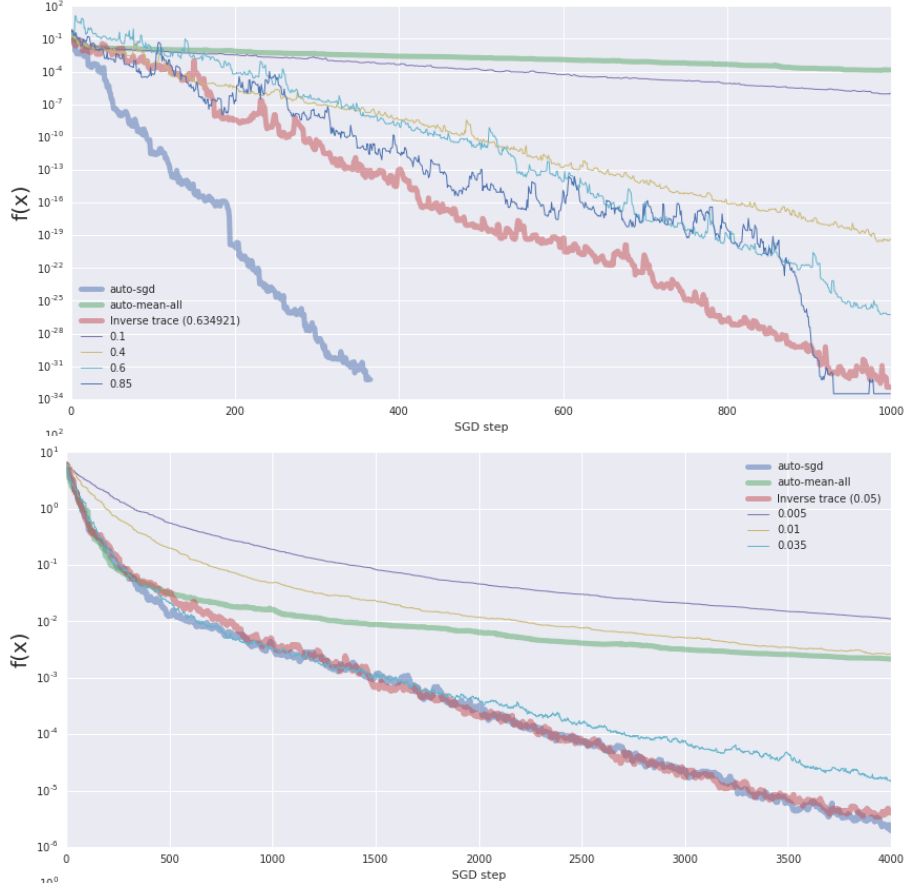 10^-1
10^-4
10^-7
10^-10
10^-13
10^-16
10^-19
10^-22
10^-25
10^-28
10^-31
10^-34
f(x)
auto-sgd
auto-mean-all
Inverse trace (0.634921)
0.1
0.4
0.6
0.85
0 200 400 600 800 1000
SGD step
10^2
10^1
10^0
10^-1
10^-2
10^-3
10^-4
10^-5
10^-6
f(x)
auto-sgd
auto-mean-all
Inverse trace (0.05)
0.005
0.01
0.035
0 500 1000 1500 2000 2500 3000 3500 4000
SGD step
10^0